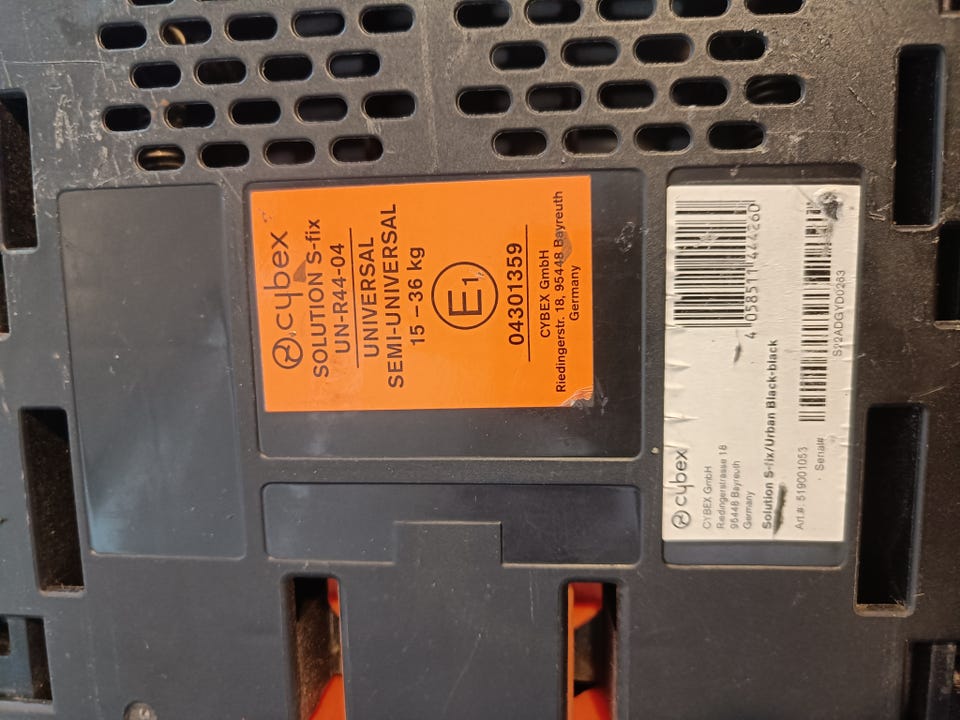 cybex
SOLUTION S-fix
UN-R44-04
UNIVERSAL
SEMI-UNIVERSAL
15 – 36 kg
E1
04301359
CYBEX GmbH
Riedingerstr. 18, 95448 Bayreuth
Germany
4 058511 444260
cybex
CYBEX GmbH
Riedingerstrasse 18
95448 Bayreuth
Germany
Solution S-fix/Urban Black-black
Art.#: 519001053
Serial#
S22ADGYD0263